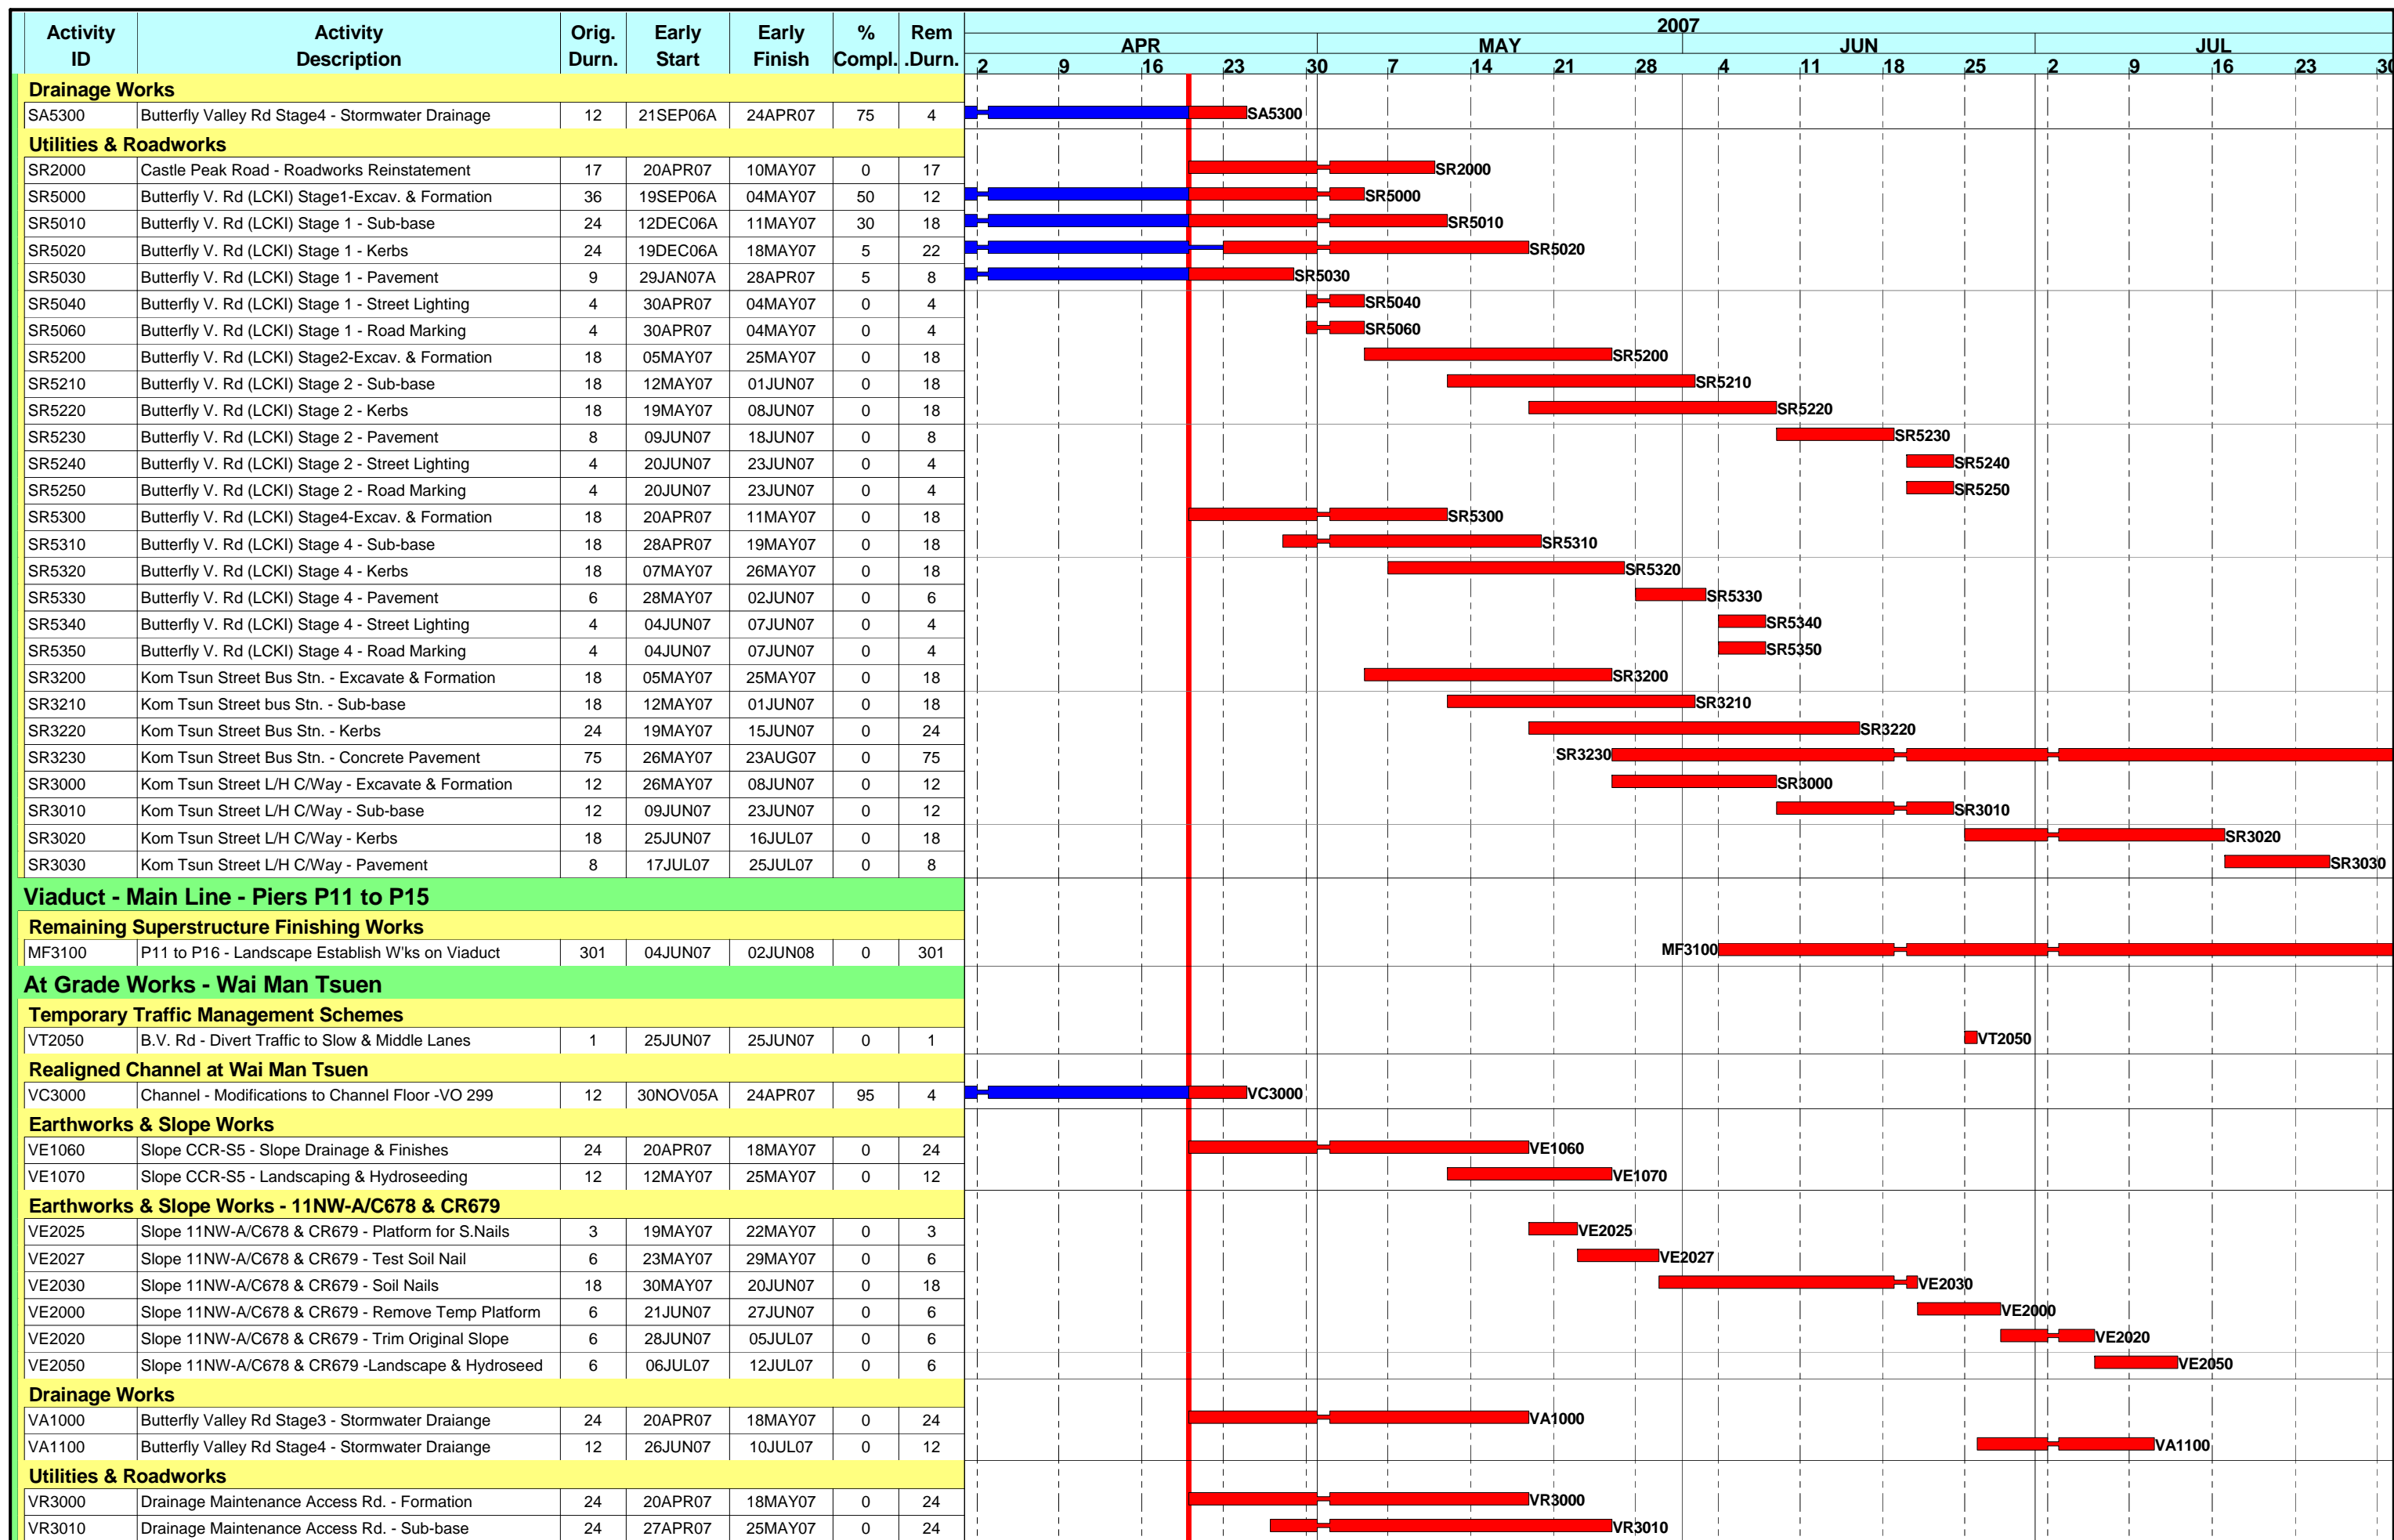 2007
Activity Activity Orig. Early Early % Rem
APR MAY JUN JUL
ID Description Durn. Start Finish Compl. .Durn.
2 9 16 23 30 7 14 21 28 4 11 18 25 2 9 16 23 30
Drainage Works
SA5300 Butterfly Valley Rd Stage4 - Stormwater Drainage 12 21SEP06A 24APR07 75 4 SA5300
Utilities & Roadworks
SR2000 Castle Peak Road - Roadworks Reinstatement 17 20APR07 10MAY07 0 17 SR2000
SR5000 Butterfly V. Rd (LCKI) Stage1-Excav. & Formation 36 19SEP06A 04MAY07 50 12 SR5000
SR5010 Butterfly V. Rd (LCKI) Stage 1 - Sub-base 24 12DEC06A 11MAY07 30 18 SR5010
SR5020 Butterfly V. Rd (LCKI) Stage 1 - Kerbs 24 19DEC06A 18MAY07 5 22 SR5020
SR5030 Butterfly V. Rd (LCKI) Stage 1 - Pavement 9 29JAN07A 28APR07 5 8 SR5030
SR5040 Butterfly V. Rd (LCKI) Stage 1 - Street Lighting 4 30APR07 04MAY07 0 4 SR5040
SR5060 Butterfly V. Rd (LCKI) Stage 1 - Road Marking 4 30APR07 04MAY07 0 4 SR5060
SR5200 Butterfly V. Rd (LCKI) Stage2-Excav. & Formation 18 05MAY07 25MAY07 0 18 SR5200
SR5210 Butterfly V. Rd (LCKI) Stage 2 - Sub-base 18 12MAY07 01JUN07 0 18 SR5210
SR5220 Butterfly V. Rd (LCKI) Stage 2 - Kerbs 18 19MAY07 08JUN07 0 18 SR5220
SR5230 Butterfly V. Rd (LCKI) Stage 2 - Pavement 8 09JUN07 18JUN07 0 8 SR5230
SR5240 Butterfly V. Rd (LCKI) Stage 2 - Street Lighting 4 20JUN07 23JUN07 0 4 SR5240
SR5250 Butterfly V. Rd (LCKI) Stage 2 - Road Marking 4 20JUN07 23JUN07 0 4 SR5250
SR5300 Butterfly V. Rd (LCKI) Stage4-Excav. & Formation 18 20APR07 11MAY07 0 18 SR5300
SR5310 Butterfly V. Rd (LCKI) Stage 4 - Sub-base 18 28APR07 19MAY07 0 18 SR5310
SR5320 Butterfly V. Rd (LCKI) Stage 4 - Kerbs 18 07MAY07 26MAY07 0 18 SR5320
SR5330 Butterfly V. Rd (LCKI) Stage 4 - Pavement 6 28MAY07 02JUN07 0 6 SR5330
SR5340 Butterfly V. Rd (LCKI) Stage 4 - Street Lighting 4 04JUN07 07JUN07 0 4 SR5340
SR5350 Butterfly V. Rd (LCKI) Stage 4 - Road Marking 4 04JUN07 07JUN07 0 4 SR5350
SR3200 Kom Tsun Street Bus Stn. - Excavate & Formation 18 05MAY07 25MAY07 0 18 SR3200
SR3210 Kom Tsun Street bus Stn. - Sub-base 18 12MAY07 01JUN07 0 18 SR3210
SR3220 Kom Tsun Street Bus Stn. - Kerbs 24 19MAY07 15JUN07 0 24 SR3220
SR3230 Kom Tsun Street Bus Stn. - Concrete Pavement 75 26MAY07 23AUG07 0 75 SR3230
SR3000 Kom Tsun Street L/H C/Way - Excavate & Formation 12 26MAY07 08JUN07 0 12 SR3000
SR3010 Kom Tsun Street L/H C/Way - Sub-base 12 09JUN07 23JUN07 0 12 SR3010
SR3020 Kom Tsun Street L/H C/Way - Kerbs 18 25JUN07 16JUL07 0 18 SR3020
SR3030 Kom Tsun Street L/H C/Way - Pavement 8 17JUL07 25JUL07 0 8 SR3030
Viaduct - Main Line - Piers P11 to P15
Remaining Superstructure Finishing Works
MF3100 P11 to P16 - Landscape Establish W'ks on Viaduct 301 04JUN07 02JUN08 0 301 MF3100
At Grade Works - Wai Man Tsuen
Temporary Traffic Management Schemes
VT2050 B.V. Rd - Divert Traffic to Slow & Middle Lanes 1 25JUN07 25JUN07 0 1 VT2050
Realigned Channel at Wai Man Tsuen
VC3000 Channel - Modifications to Channel Floor -VO 299 12 30NOV05A 24APR07 95 4 VC3000
Earthworks & Slope Works
VE1060 Slope CCR-S5 - Slope Drainage & Finishes 24 20APR07 18MAY07 0 24 VE1060
VE1070 Slope CCR-S5 - Landscaping & Hydroseeding 12 12MAY07 25MAY07 0 12 VE1070
Earthworks & Slope Works - 11NW-A/C678 & CR679
VE2025 Slope 11NW-A/C678 & CR679 - Platform for S.Nails 3 19MAY07 22MAY07 0 3 VE2025
VE2027 Slope 11NW-A/C678 & CR679 - Test Soil Nail 6 23MAY07 29MAY07 0 6 VE2027
VE2030 Slope 11NW-A/C678 & CR679 - Soil Nails 18 30MAY07 20JUN07 0 18 VE2030
VE2000 Slope 11NW-A/C678 & CR679 - Remove Temp Platform 6 21JUN07 27JUN07 0 6 VE2000
VE2020 Slope 11NW-A/C678 & CR679 - Trim Original Slope 6 28JUN07 05JUL07 0 6 VE2020
VE2050 Slope 11NW-A/C678 & CR679 -Landscape & Hydroseed 6 06JUL07 12JUL07 0 6 VE2050
Drainage Works
VA1000 Butterfly Valley Rd Stage3 - Stormwater Draiange 24 20APR07 18MAY07 0 24 VA1000
VA1100 Butterfly Valley Rd Stage4 - Stormwater Draiange 12 26JUN07 10JUL07 0 12 VA1100
Utilities & Roadworks
VR3000 Drainage Maintenance Access Rd. - Formation 24 20APR07 18MAY07 0 24 VR3000
VR3010 Drainage Maintenance Access Rd. - Sub-base 24 27APR07 25MAY07 0 24 VR3010